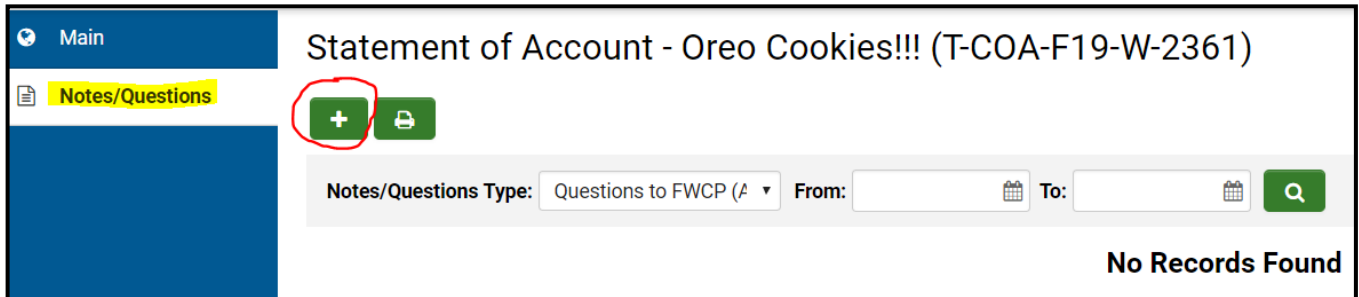 Main
Notes/Questions
Statement of Account - Oreo Cookies!!! (T-COA-F19-W-2361)
Notes/Questions Type: Questions to FWCP (A From: To:
No Records Found